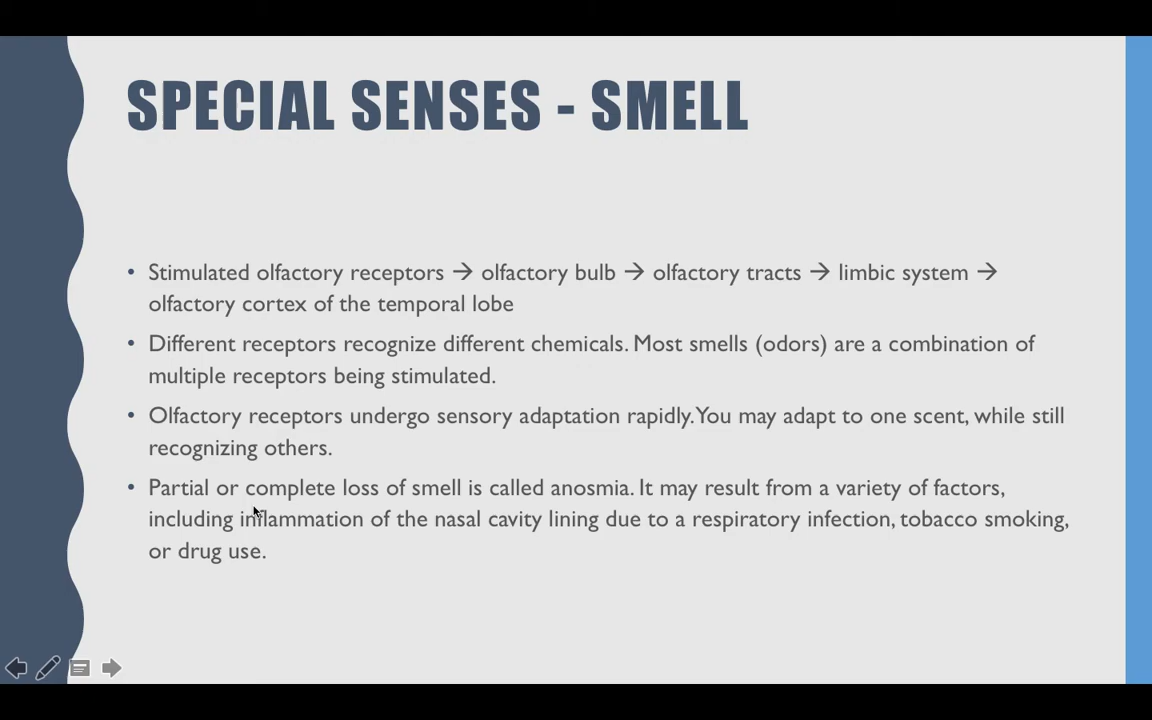 SPECIAL SENSES - SMELL
• Stimulated olfactory receptors → olfactory bulb → olfactory tracts → limbic system →
olfactory cortex of the temporal lobe
• Different receptors recognize different chemicals. Most smells (odors) are a combination of
multiple receptors being stimulated.
• Olfactory receptors undergo sensory adaptation rapidly. You may adapt to one scent, while still
recognizing others.
• Partial or complete loss of smell is called anosmia. It may result from a variety of factors,
including inflammation of the nasal cavity lining due to a respiratory infection, tobacco smoking,
or drug use.